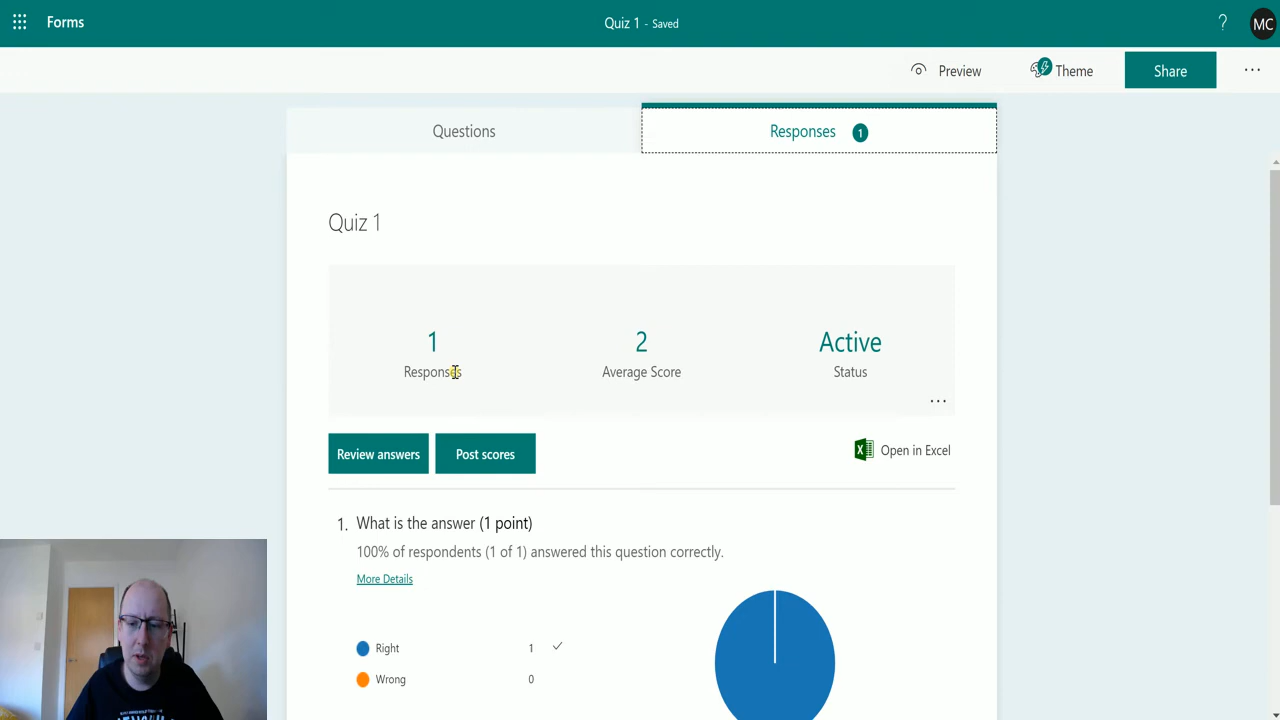 Forms
Quiz 1 - Saved
?
MC
Preview
Theme
Share
...
Questions
Responses 1
Quiz 1
1
Responses
2
Average Score
Active
Status
...
Review answers
Post scores
Open in Excel
1. What is the answer (1 point)
100% of respondents (1 of 1) answered this question correctly.
More Details
Right 1
Wrong 0